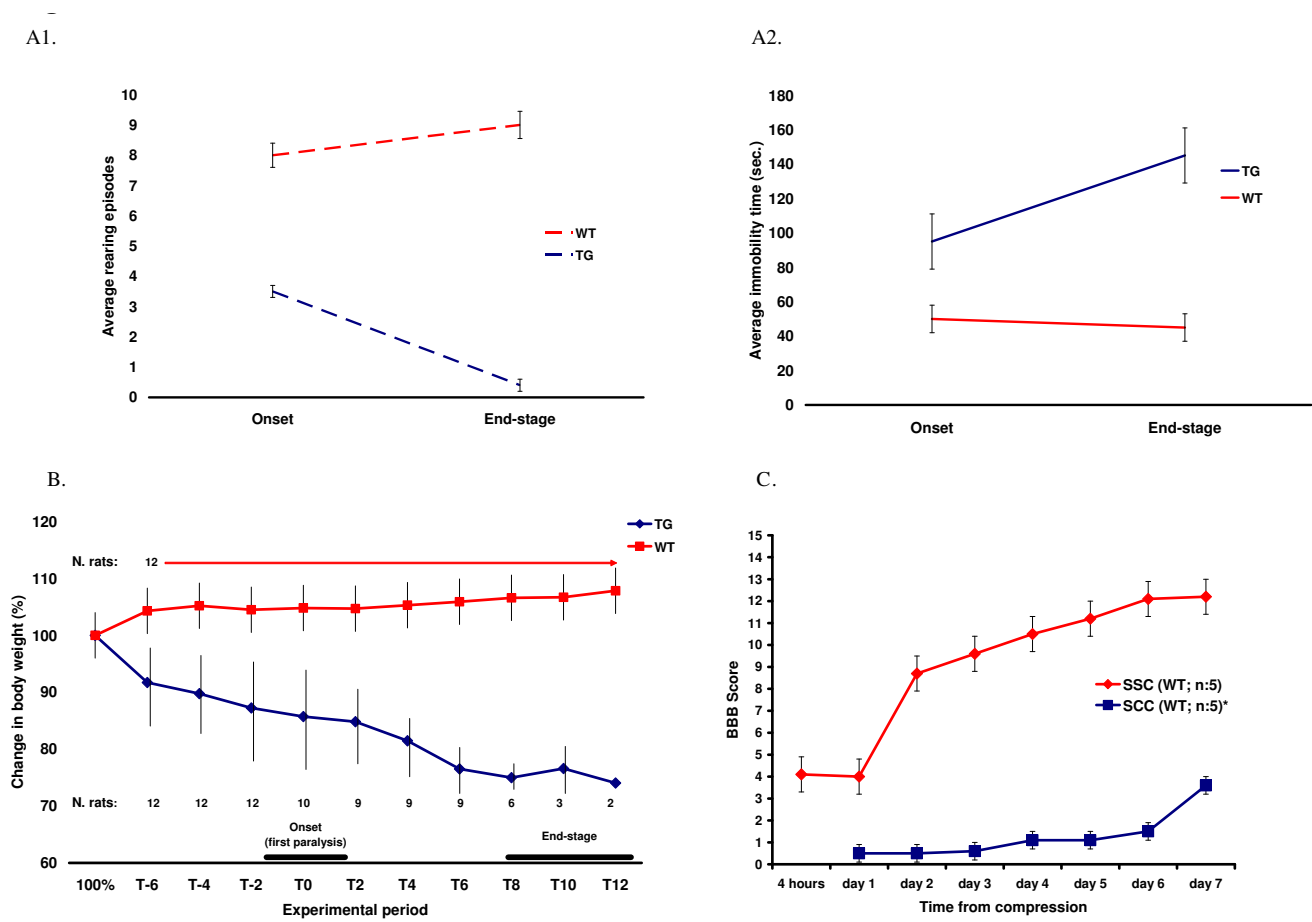 A1.
10
9
8
7
6
5
4
3
2
1
0
Average rearing episodes
WT
TG
Onset
End-stage
A2.
180
160
140
120
100
80
60
40
20
0
Average immobility time (sec.)
TG
WT
Onset
End-stage
B.
120
110
100
90
80
70
60
Change in body weight (%)
TG
WT
N. rats:
12
N. rats:
12
12
12
10
9
9
9
6
3
2
Onset
(first paralysis)
End-stage
100%
T-6
T-4
T-2
T0
T2
T4
T6
T8
T10
T12
Experimental period
C.
15
14
13
12
11
10
9
8
7
6
5
4
3
2
1
0
BBB Score
SSC (WT; n:5)
SCC (WT; n:5)*
4 hours
day 1
day 2
day 3
day 4
day 5
day 6
day 7
Time from compression